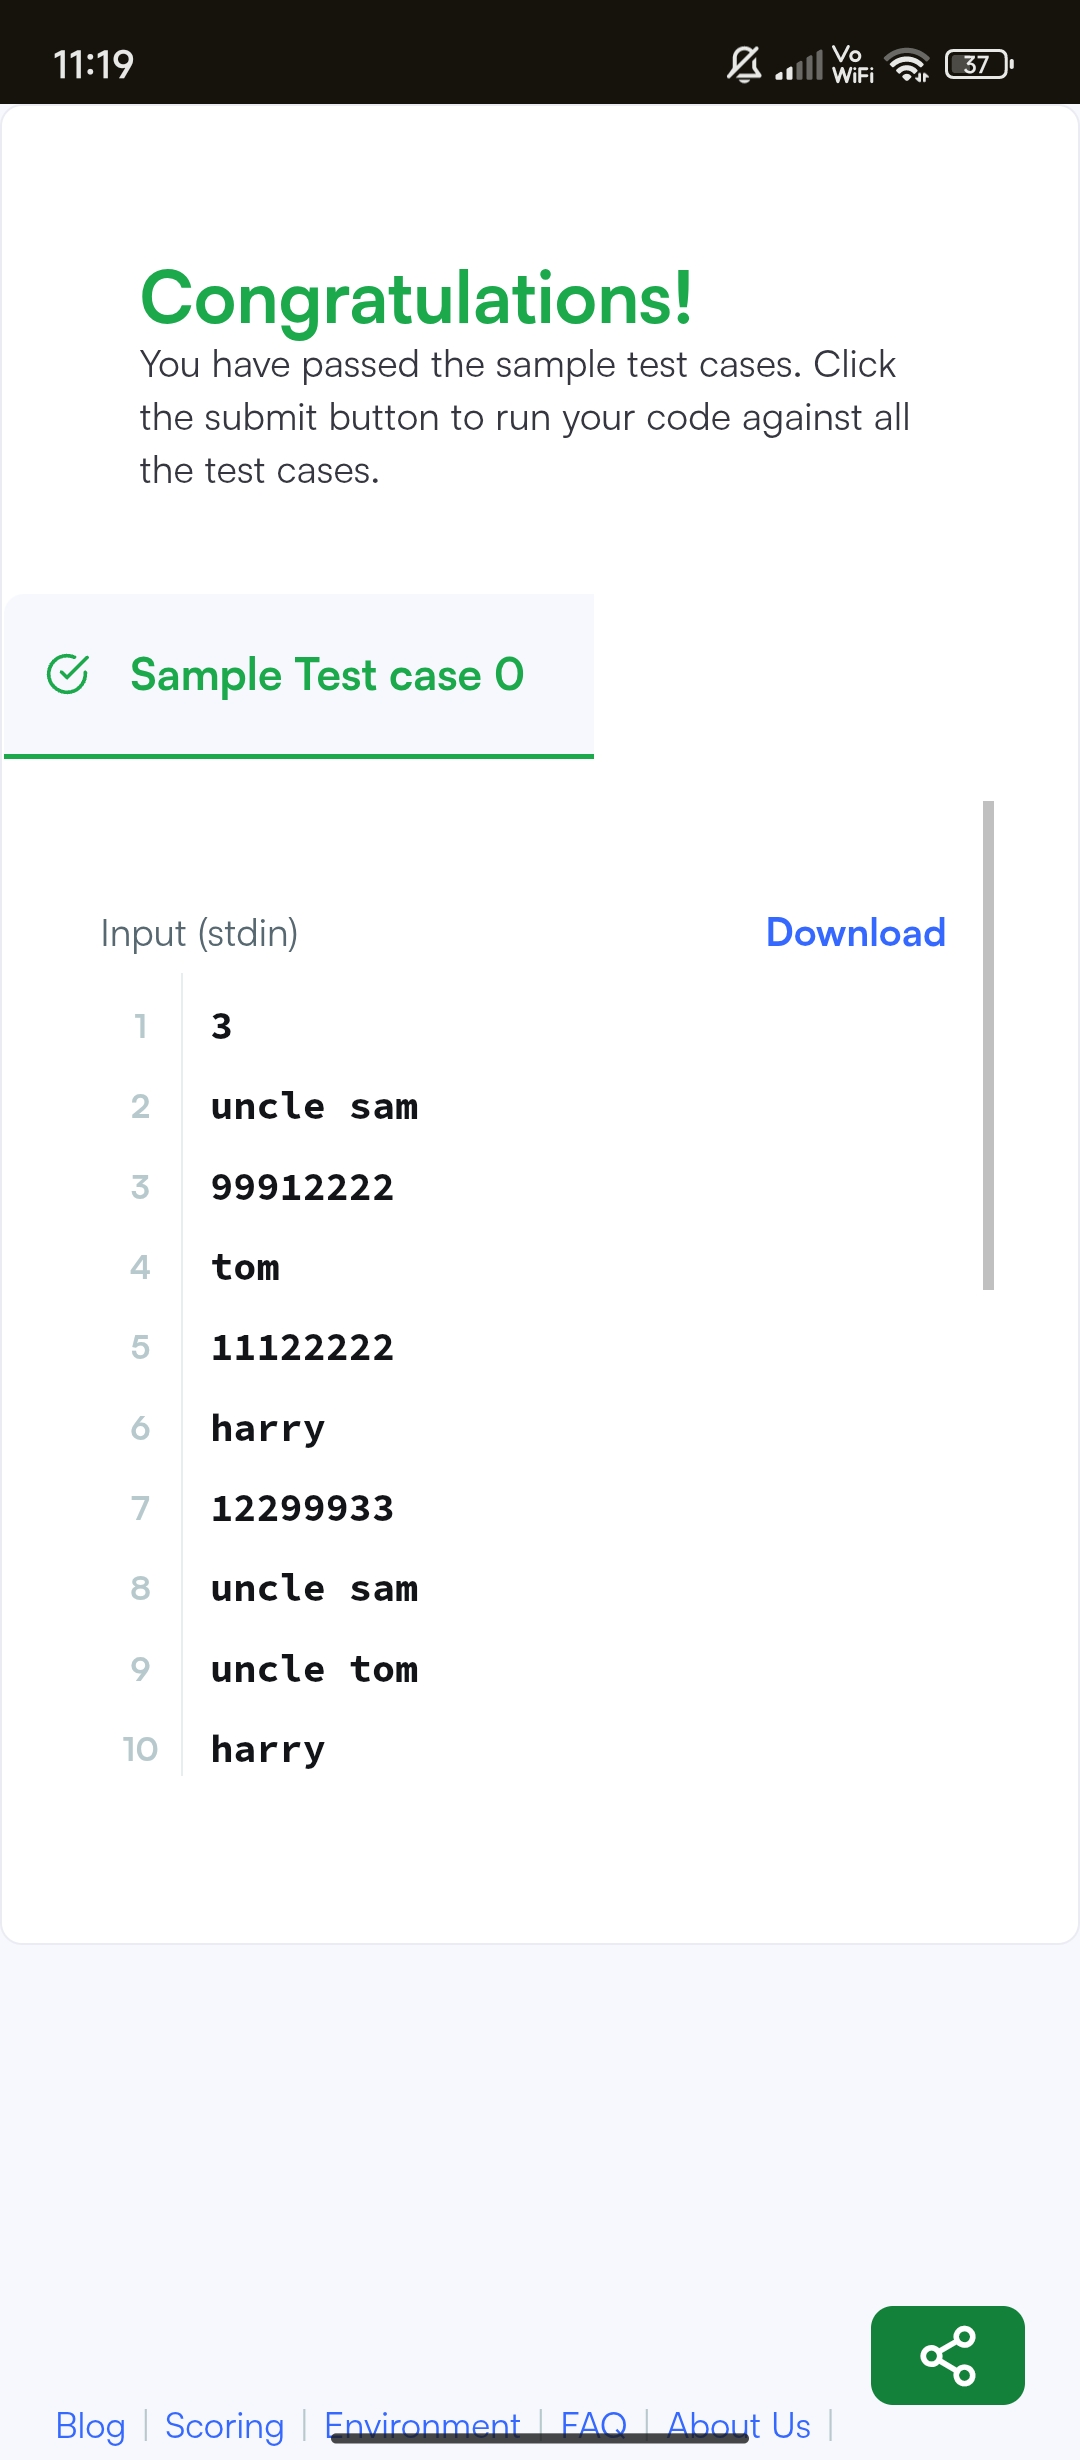 11:19
Vo
WiFi
37
Congratulations!
You have passed the sample test cases. Click
the submit button to run your code against all
the test cases.
Sample Test case 0
Input (stdin)
Download
1 3
2 uncle sam
3 99912222
4 tom
5 11122222
6 harry
7 12299933
8 uncle sam
9 uncle tom
10 harry
Blog | Scoring | Environment | FAQ | About Us |